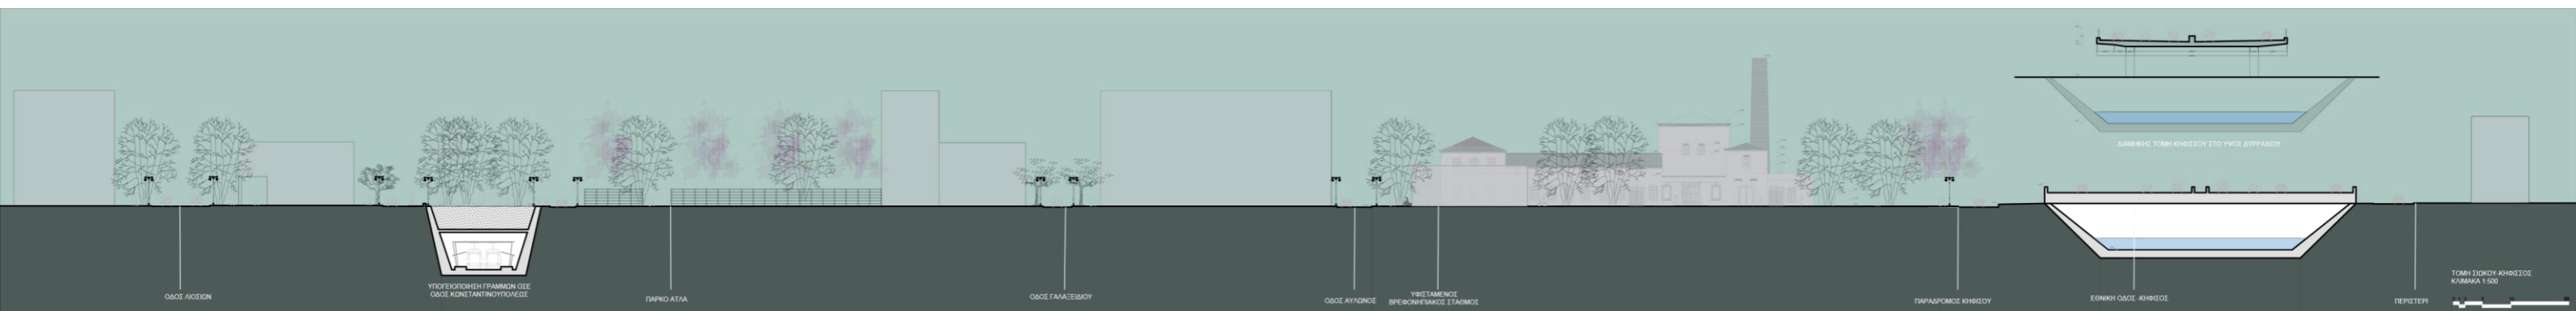 ΔΙΑΜΗΚΗΣ ΤΟΜΗ ΚΗΦΙΣΣΟΥ ΣΤΟ ΥΨΟΣ ΔΥΡΡΑΧΙΟΥ
ΟΔΟΣ ΛΙΟΣΙΩΝ
ΥΠΟΓΕΙΟΠΟΙΗΣΗ ΓΡΑΜΜΩΝ ΟΣΕ
ΟΔΟΣ ΚΩΝΣΤΑΝΤΙΝΟΥΠΟΛΕΩΣ
ΠΑΡΚΟ ΑΤΛΑ
ΟΔΟΣ ΓΑΛΑΞΕΙΔΙΟΥ
ΟΔΟΣ ΑΥΛΩΝΟΣ
ΥΦΙΣΤΑΜΕΝΟΣ
ΒΡΕΦΟΝΗΠΙΑΚΟΣ ΣΤΑΘΜΟΣ
ΠΑΡΑΔΡΟΜΟΣ ΚΗΦΙΣΟΥ
ΕΘΝΙΚΗ ΟΔΟΣ -ΚΗΦΙΣΟΣ
ΠΕΡΙΣΤΕΡΙ
ΤΟΜΗ ΣΙΩΚΟΥ-ΚΗΦΙΣΣΟΣ
ΚΛΙΜΑΚΑ 1:500